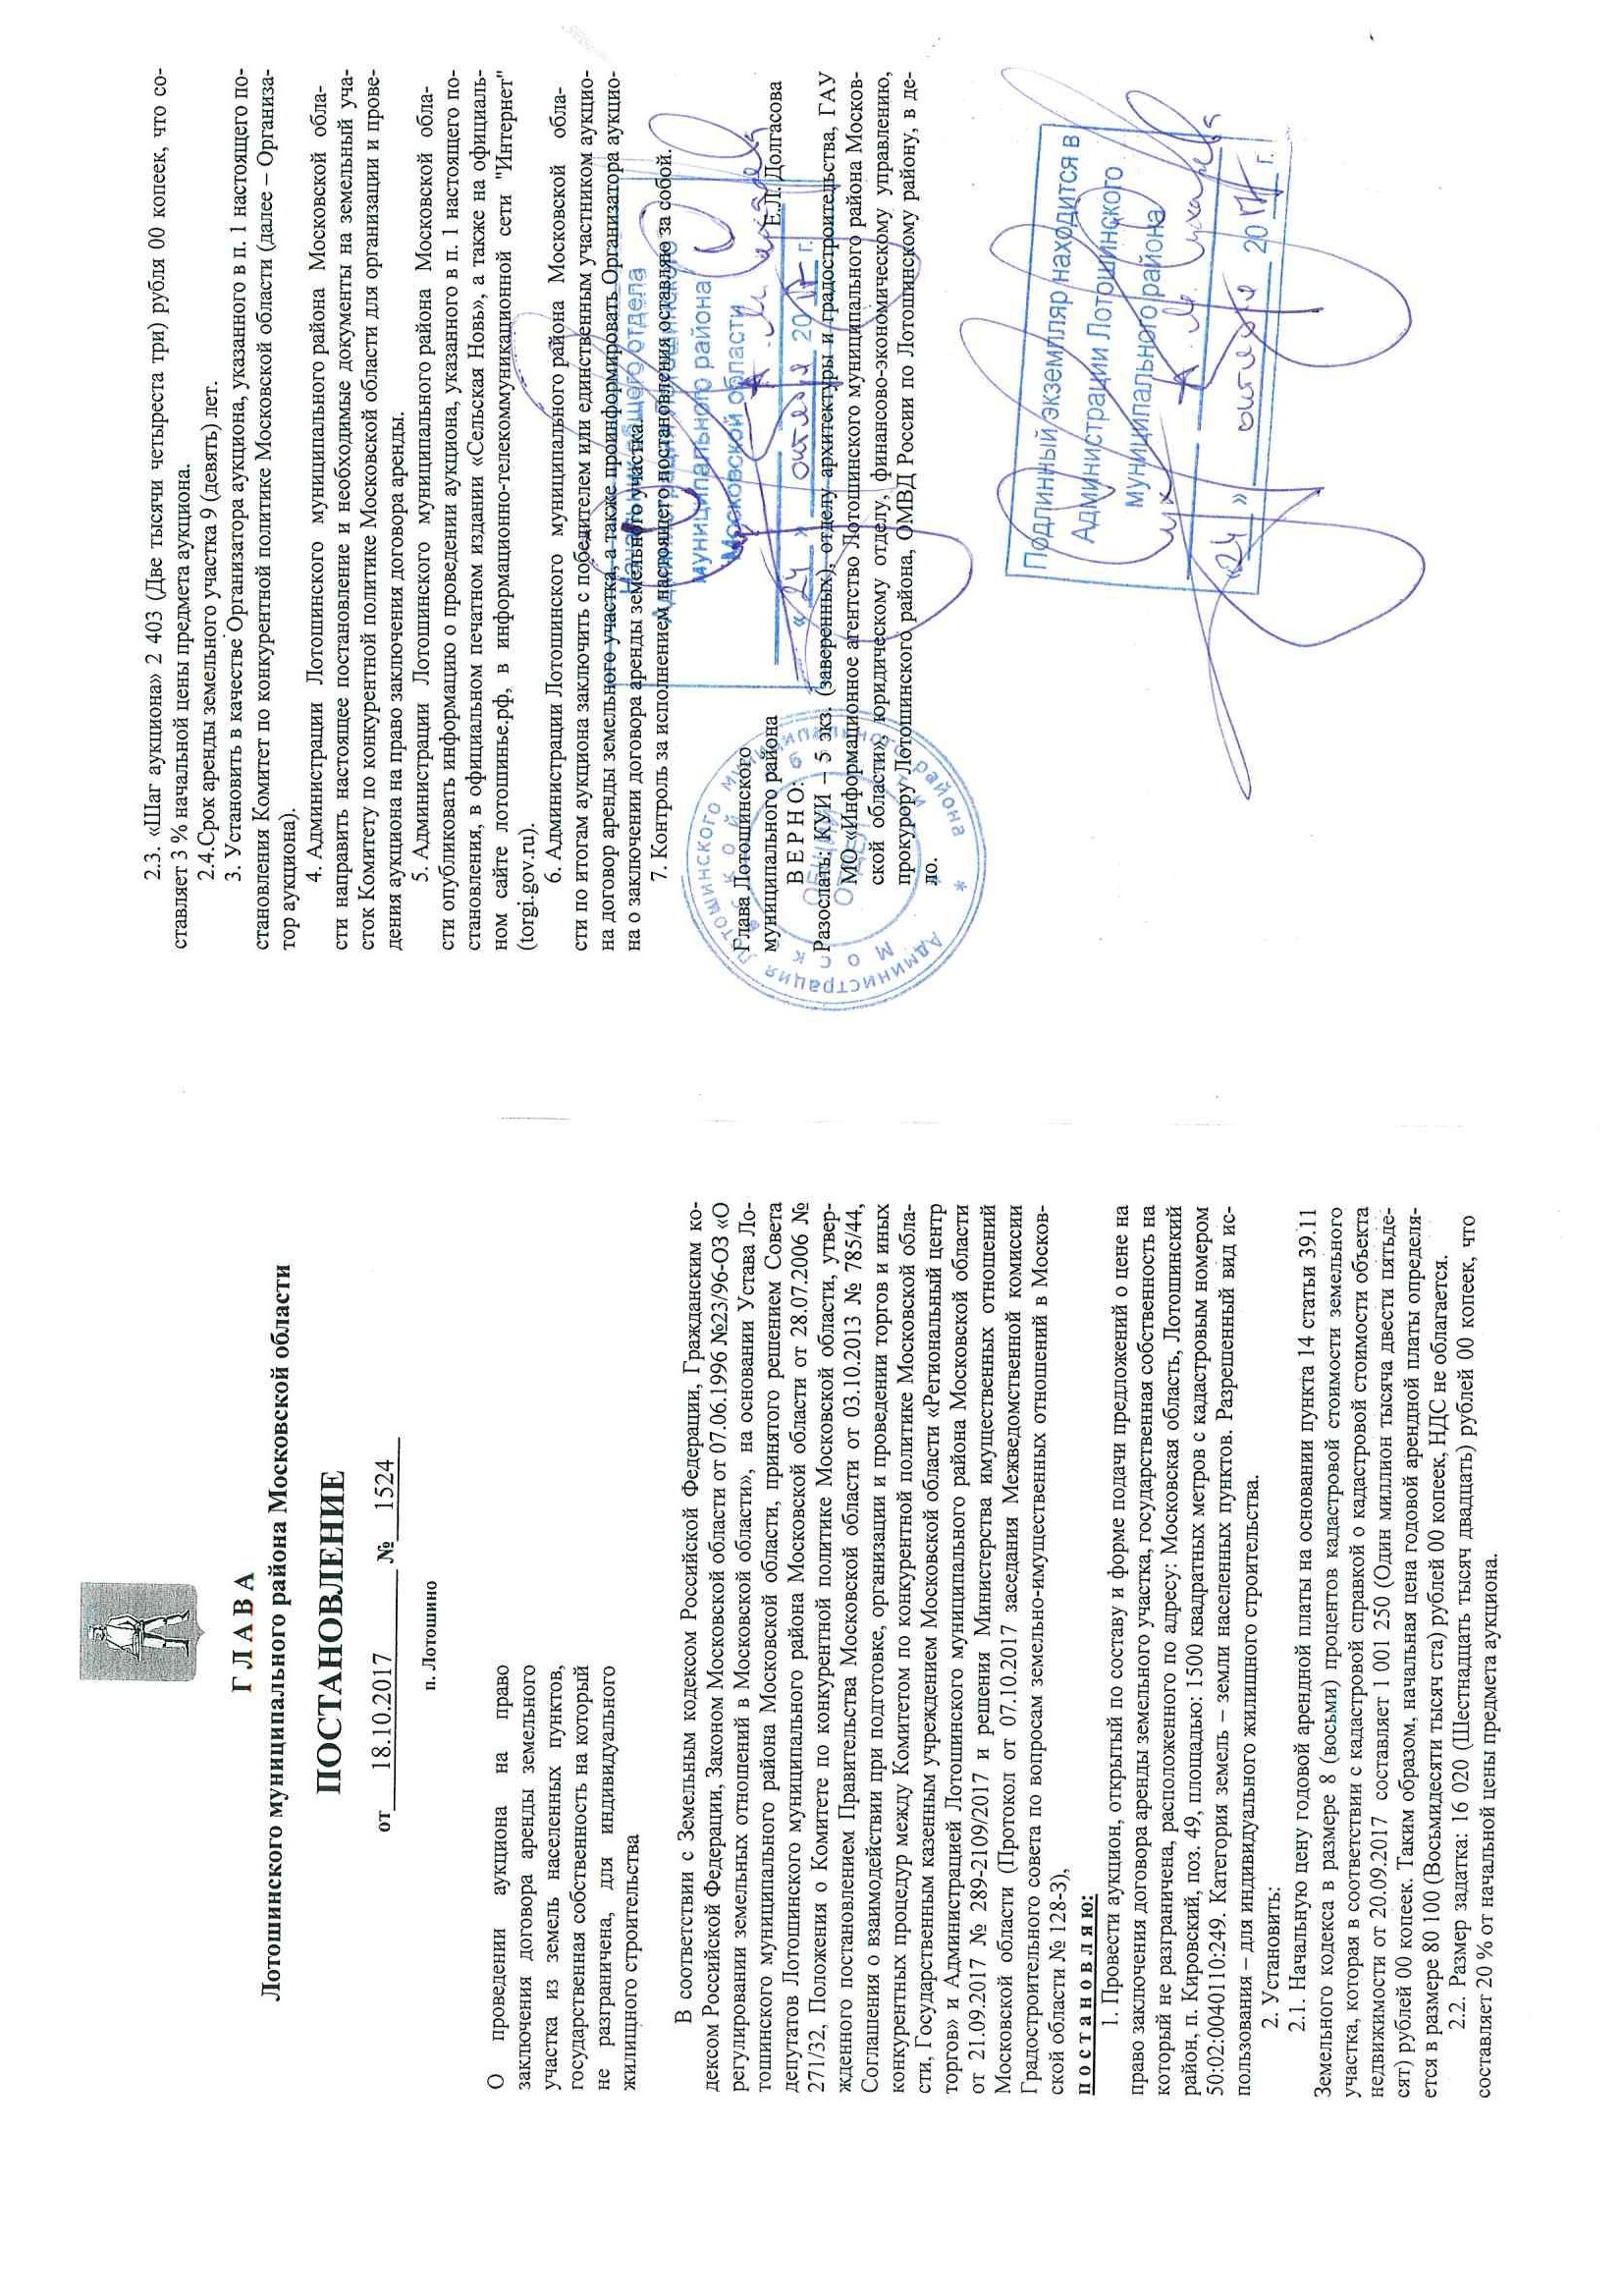 Г Л А В А
Лотошинского муниципального района Московской области
ПОСТАНОВЛЕНИЕ
от 18.10.2017 № 1524
п. Лотошино
О проведении аукциона на право
заключения договора аренды земельного
участка из земель населенных пунктов,
государственная собственность на который
не разграничена, для индивидуального
жилищного строительства
В соответствии с Земельным кодексом Российской Федерации, Гражданским ко-
дексом Российской Федерации, Законом Московской области от 07.06.1996 №23/96-ОЗ «О
регулировании земельных отношений в Московской области», на основании Устава Ло-
тошинского муниципального района Московской области, принятого решением Совета
депутатов Лотошинского муниципального района Московской области от 28.07.2006 №
271/32, Положения о Комитете по конкурентной политике Московской области, утвер-
жденного постановлением Правительства Московской области от 03.10.2013 № 785/44,
Соглашения о взаимодействии при подготовке, организации и проведении торгов и иных
конкурентных процедур между Комитетом по конкурентной политике Московской обла-
сти, Государственным казенным учреждением Московской области «Региональный центр
торгов» и Администрацией Лотошинского муниципального района Московской области
от 21.09.2017 № 289-2109/2017 и решения Министерства имущественных отношений
Московской области (Протокол от 07.10.2017 заседания Межведомственной комиссии
Градостроительного совета по вопросам земельно-имущественных отношений в Москов-
ской области № 128-З),
п о с т а н о в л я ю:
1. Провести аукцион, открытый по составу и форме подачи предложений о цене на
право заключения договора аренды земельного участка, государственная собственность на
который не разграничена, расположенного по адресу: Московская область, Лотошинский
район, п. Кировский, поз. 49, площадью: 1500 квадратных метров с кадастровым номером
50:02:0040110:249. Категория земель – земли населенных пунктов. Разрешенный вид ис-
пользования – для индивидуального жилищного строительства.
2. Установить:
2.1. Начальную цену годовой арендной платы на основании пункта 14 статьи 39.11
Земельного кодекса в размере 8 (восьми) процентов кадастровой стоимости земельного
участка, которая в соответствии с кадастровой справкой о кадастровой стоимости объекта
недвижимости от 20.09.2017 составляет 1 001 250 (Один миллион тысяча двести пятьде-
сят) рублей 00 копеек. Таким образом, начальная цена годовой арендной платы определя-
ется в размере 80 100 (Восьмидесяти тысяч ста) рублей 00 копеек, НДС не облагается.
2.2. Размер задатка: 16 020 (Шестнадцать тысяч двадцать) рублей 00 копеек, что
составляет 20 % от начальной цены предмета аукциона.
2.3. «Шаг аукциона» 2 403 (Две тысячи четыреста три) рубля 00 копеек, что со-
ставляет 3 % начальной цены предмета аукциона.
2.4.Срок аренды земельного участка 9 (девять) лет.
3. Установить в качестве Организатора аукциона, указанного в п. 1 настоящего по-
становления Комитет по конкурентной политике Московской области (далее – Организа-
тор аукциона).
4. Администрации Лотошинского муниципального района Московской обла-
сти направить настоящее постановление и необходимые документы на земельный уча-
сток Комитету по конкурентной политике Московской области для организации и прове-
дения аукциона на право заключения договора аренды.
5. Администрации Лотошинского муниципального района Московской обла-
сти опубликовать информацию о проведении аукциона, указанного в п. 1 настоящего по-
становления, в официальном печатном издании «Сельская Новь», а также на официаль-
ном сайте лотошинье.рф, в информационно-телекоммуникационной сети "Интернет"
(torgi.gov.ru).
6. Администрации Лотошинского муниципального района Московской обла-
сти по итогам аукциона заключить с победителем или единственным участником аукцио-
на договор аренды земельного участка, а также проинформировать Организатора аукцио-
на о заключении договора аренды земельного участка.
7. Контроль за исполнением настоящего постановления оставляю за собой.
Начальник общего отдела
муниципального района
Московской области
Глава Лотошинского
муниципального района Е.Л. Долгасова
В Е Р Н О:
« 24 » октября 20 17 г.
Разослать: КУИ – 5 экз. (заверенных), отделу архитектуры и градостроительства, ГАУ
МО «Информационное агентство Лотошинского муниципального района Москов-
ской области», юридическому отделу, финансово-экономическому управлению,
прокурору Лотошинского района, ОМВД России по Лотошинскому району, в де-
ло.
Администрация Лотошинского муниципального района
Московской
ОБЩИЙ
ОТДЕЛ
Подлинный экземпляр находится в
Администрации Лотошинского
муниципального района
« 24 » октября 20 17 г.